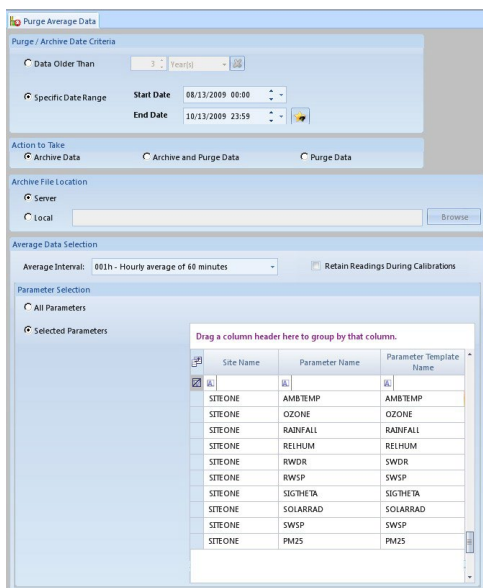 Purge Average Data
Purge / Archive Date Criteria
Data Older Than 3 Year(s)
Specific Date Range Start Date 08/13/2009 00:00
End Date 10/13/2009 23:59
Action to Take
Archive Data Archive and Purge Data Purge Data
Archive File Location
Server
Local Browse
Average Data Selection
Average Interval: 001h - Hourly average of 60 minutes Retain Readings During Calibrations
Parameter Selection
All Parameters
Selected Parameters
Drag a column header here to group by that column.
Site Name Parameter Name Parameter Template Name
SITEONE AMBTEMP AMBTEMP
SITEONE OZONE OZONE
SITEONE RAINFALL RAINFALL
SITEONE RELHUM RELHUM
SITEONE RWDR SWDR
SITEONE RWSP SWSP
SITEONE SIGTHETA SIGTHETA
SITEONE SOLARRAD SOLARRAD
SITEONE SWSP SWSP
SITEONE PM25 PM25